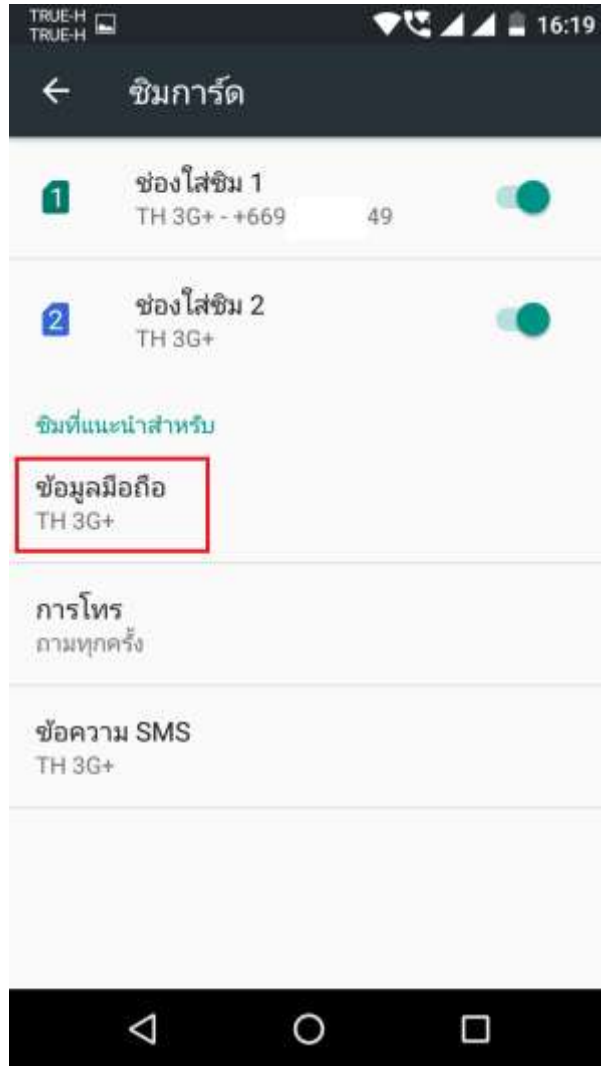 TRUE-H
TRUE-H
16:19
ซิมการ์ด
1
ช่องใส่ซิม 1
TH 3G+ - +669 49
2
ช่องใส่ซิม 2
TH 3G+
ซิมที่แนะนำสำหรับ
ข้อมูลมือถือ
TH 3G+
การโทร
ถามทุกครั้ง
ข้อความ SMS
TH 3G+